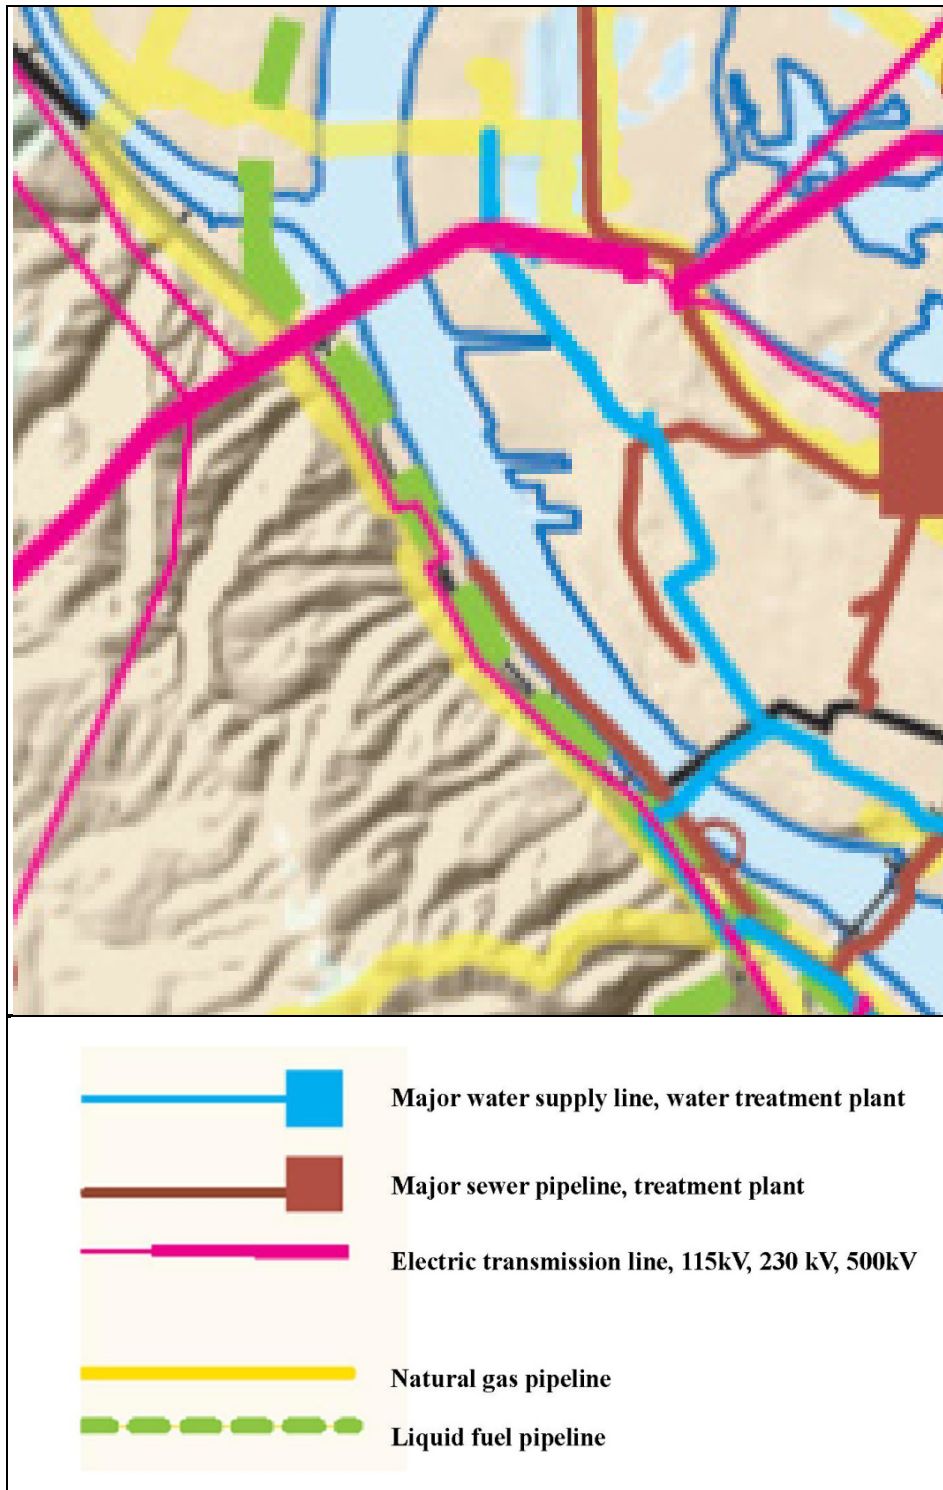 Major water supply line, water treatment plant
Major sewer pipeline, treatment plant
Electric transmission line, 115kV, 230 kV, 500kV
Natural gas pipeline
Liquid fuel pipeline